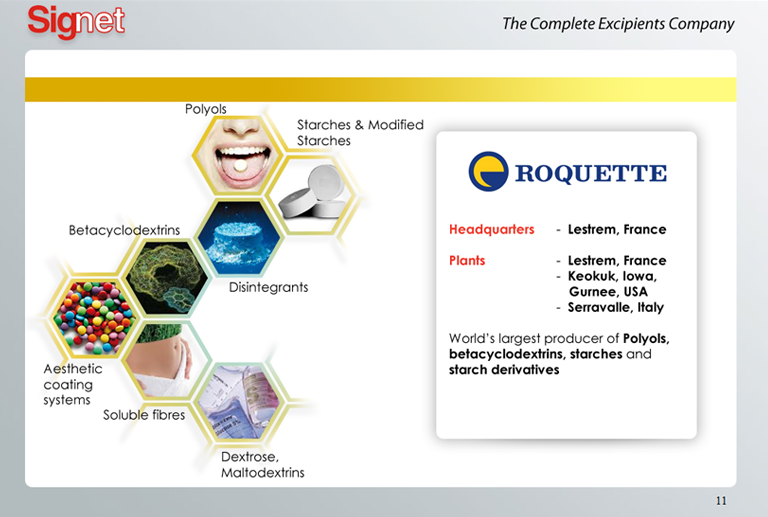 Signet
The Complete Excipients Company
Polyols
Starches & Modified
Starches
Betacyclodextrins
Disintegrants
Aesthetic
coating
systems
Soluble fibres
Dextrose,
Maltodextrins
ROQUETTE
Headquarters - Lestrem, France
Plants - Lestrem, France
- Keokuk, Iowa,
Gurnee, USA
- Serravalle, Italy
World's largest producer of Polyols,
betacyclodextrins, starches and
starch derivatives
11